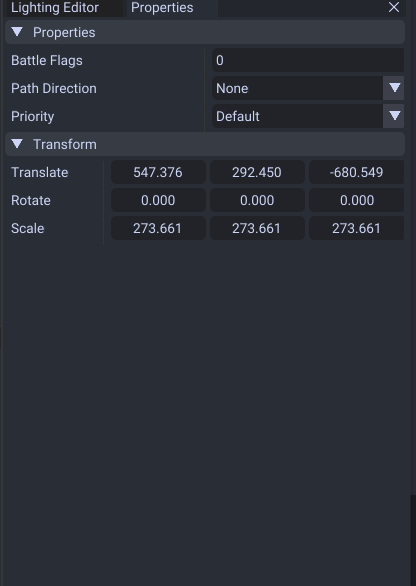 Lighting Editor Properties
Properties
Battle Flags 0
Path Direction None
Priority Default
Transform
Translate 547.376 292.450 -680.549
Rotate 0.000 0.000 0.000
Scale 273.661 273.661 273.661